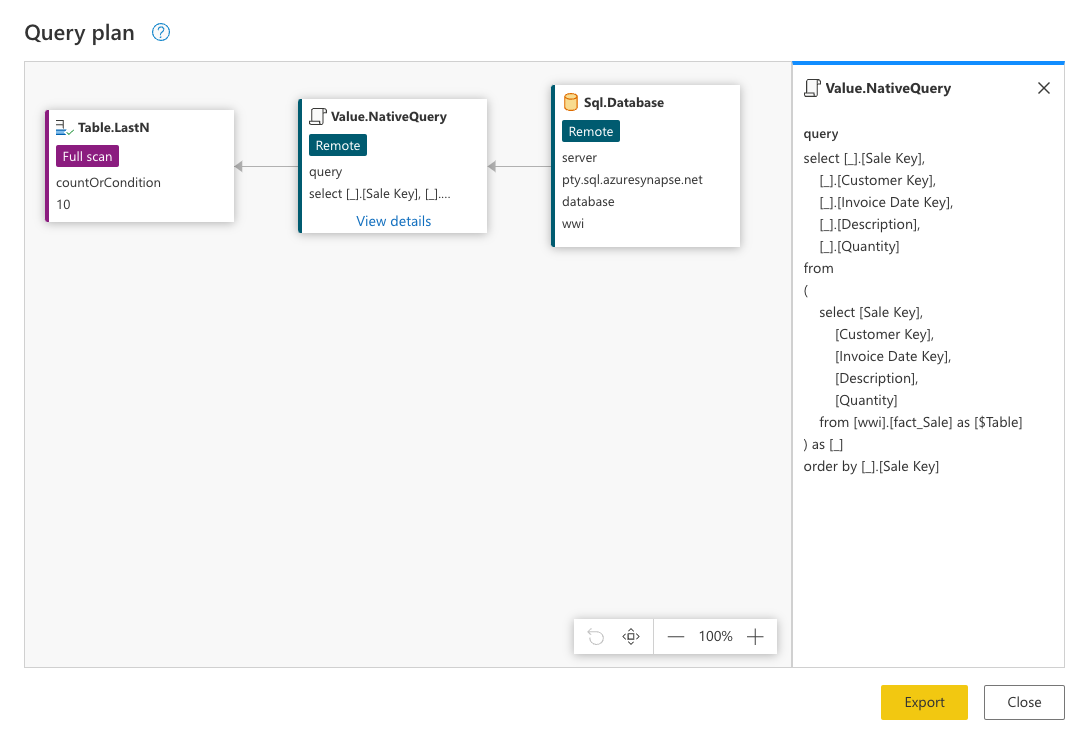 Query plan
Table.LastN
Full scan
countOrCondition
10
Value.NativeQuery
Remote
query
select [_].[Sale Key], [_]....
View details
Sql.Database
Remote
server
pty.sql.azuresynapse.net
database
wwi
100%
Value.NativeQuery
query
select [_].[Sale Key],
[_].[Customer Key],
[_].[Invoice Date Key],
[_].[Description],
[_].[Quantity]
from
(
select [Sale Key],
[Customer Key],
[Invoice Date Key],
[Description],
[Quantity]
from [wwi].[fact_Sale] as [$Table]
) as [_]
order by [_].[Sale Key]
Export
Close